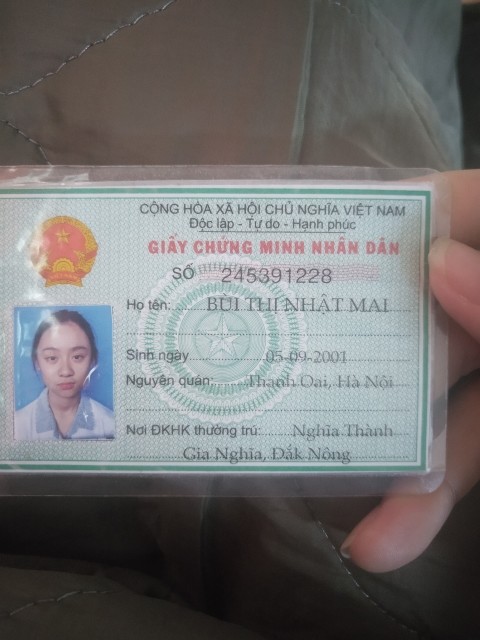 CỘNG HÒA XÃ HỘI CHỦ NGHĨA VIỆT NAM
Độc lập - Tự do - Hạnh phúc
GIẤY CHỨNG MINH NHÂN DÂN
SỐ 245391228
Họ tên: BÙI THỊ NHẬT MAI
Sinh ngày 05-09-2001
Nguyên quán: Thanh Oai, Hà Nội
Nơi ĐKHK thường trú: Nghĩa Thành
Gia Nghĩa, Đắk Nông